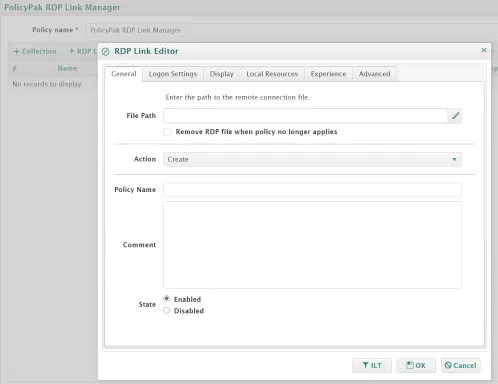 PolicyPak RDP Link Manager
Policy name * PolicyPak RDP Link Manager
+ Collection + RDP L
# Name
No records to display
RDP Link Editor ×
General Logon Settings Display Local Resources Experience Advanced
Enter the path to the remote connection file.
File Path
Remove RDP file when policy no longer applies
Action Create
Policy Name
Comment
State Enabled
Disabled
ILT OK Cancel